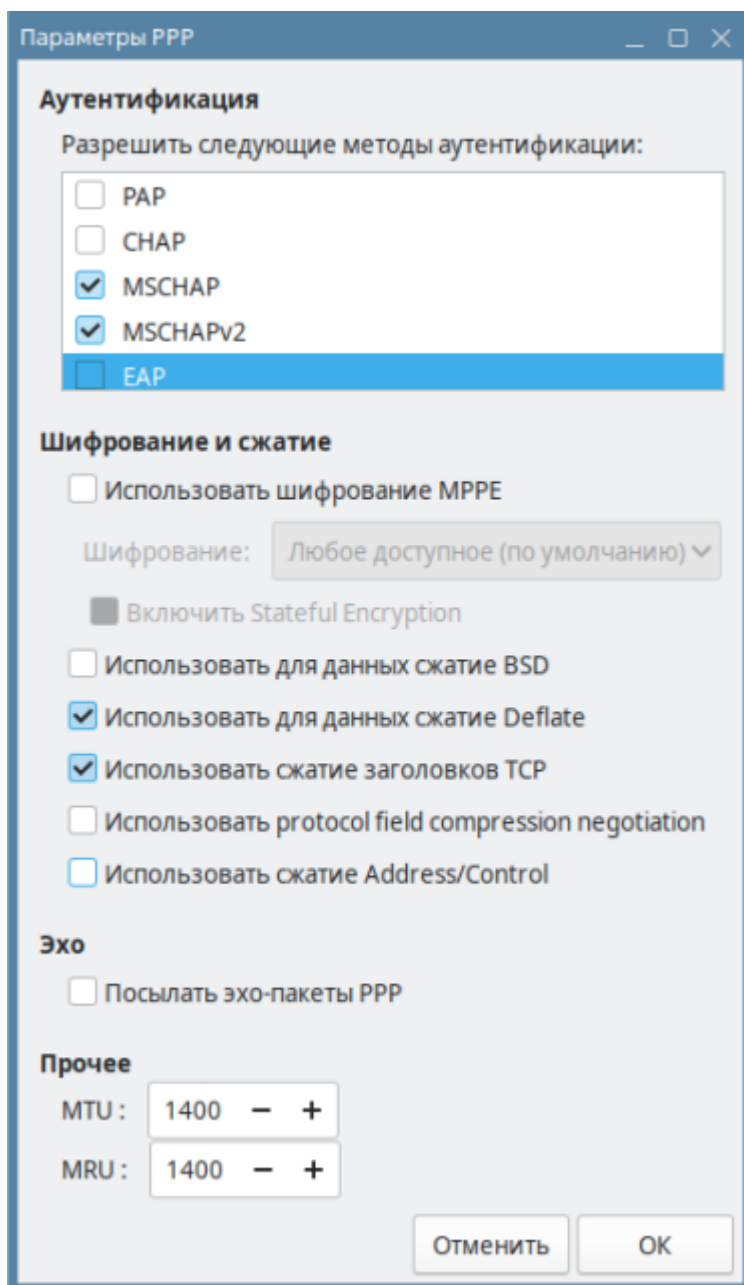 Параметры PPP
Аутентификация
Разрешить следующие методы аутентификации:
PAP
CHAP
MSCHAP
MSCHAPv2
EAP
Шифрование и сжатие
Использовать шифрование MPPE
Шифрование: Любое доступное (по умолчанию)
Включить Stateful Encryption
Использовать для данных сжатие BSD
Использовать для данных сжатие Deflate
Использовать сжатие заголовков TCP
Использовать protocol field compression negotiation
Использовать сжатие Address/Control
Эхо
Посылать эхо-пакеты PPP
Прочее
MTU : 1400 − +
MRU : 1400 − +
Отменить ОК